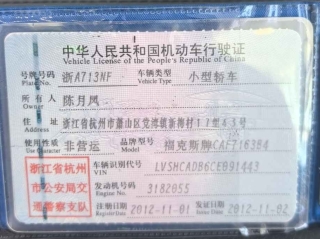 中华人民共和国机动车行驶证
Vehicle License of the People's Republic of China
号牌号码 浙A713NF 车辆类型 小型轿车
Plate No. Vehicle Type
所有人 陈月凤
Owner
住址 浙江省杭州市萧山区党湾镇新梅村11组43号
Address
使用性质 非营运 品牌型号 福克斯牌CAF7163B4
Use Character Model
浙江省杭州 车辆识别代号 LVSHCADB6CE091443
VIN
市公安局交 发动机号码 3182055
Engine No.
通警察支队 注册日期 2012-11-01 发证日期 2012-11-02
Register Date Issue Date